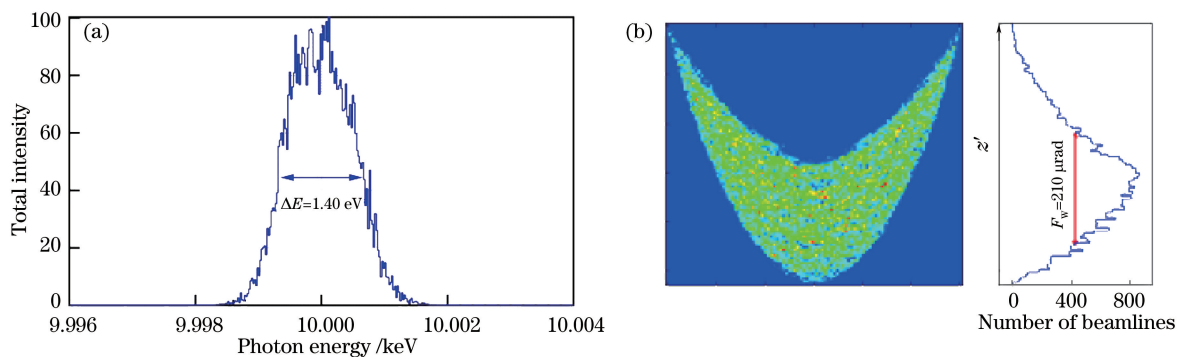 (a)
100
80
60
40
20
0
Total intensity
ΔE=1.40 eV
9.996 9.998 10.000 10.002 10.004
Photon energy /keV
(b)
z′
F_w=210 μrad
0 400 800
Number of beamlines